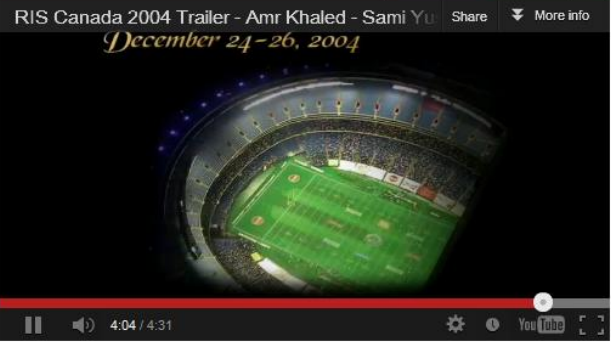 RIS Canada 2004 Trailer - Amr Khaled - Sami Yu
Share
More info
December 24-26, 2004
4:04 / 4:31
YouTube